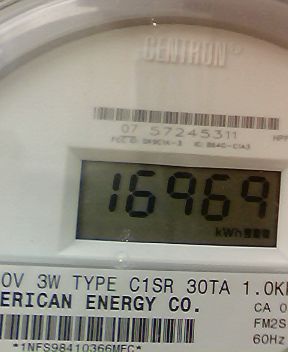 CENTRON®
07 57245311
16969
kWh
0V 3W TYPE C1SR 30TA 1.0K
ERICAN ENERGY CO.
CA 0
FM2S
60Hz
*1NFS98410366MFC*